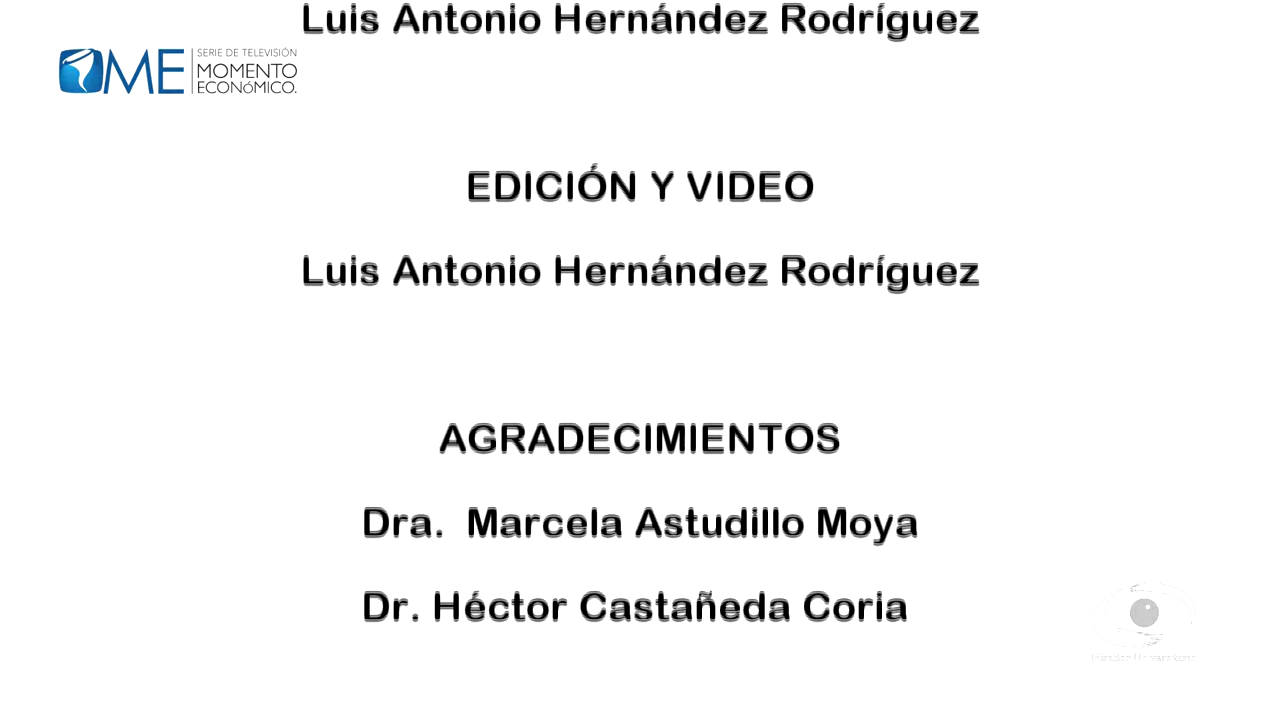 Luis Antonio Hernández Rodríguez
ME
SERIE DE TELEVISIÓN
MOMENTO
ECONÓMICO.
EDICIÓN Y VIDEO
Luis Antonio Hernández Rodríguez
AGRADECIMIENTOS
Dra. Marcela Astudillo Moya
Dr. Héctor Castañeda Coria